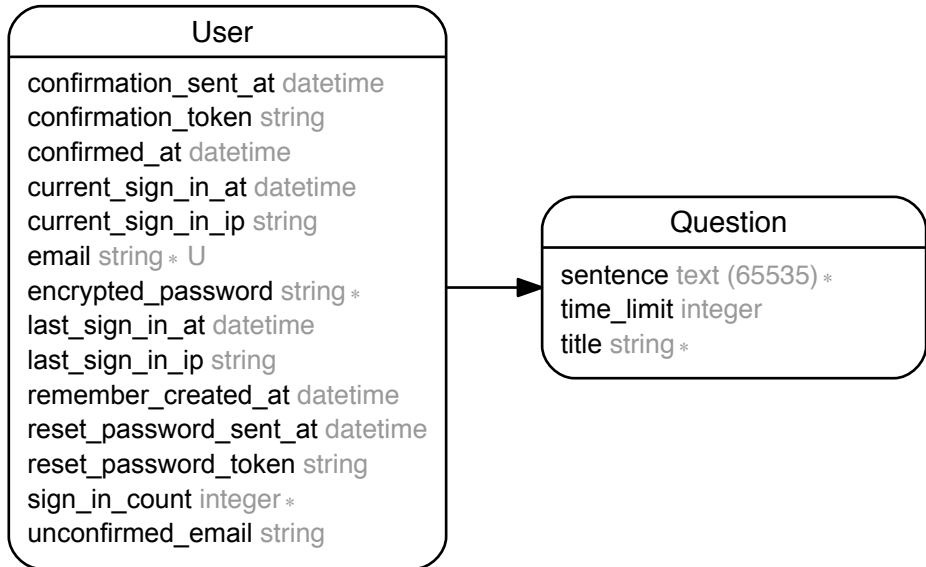 User
confirmation_sent_at datetime
confirmation_token string
confirmed_at datetime
current_sign_in_at datetime
current_sign_in_ip string
email string ∗ U
encrypted_password string ∗
last_sign_in_at datetime
last_sign_in_ip string
remember_created_at datetime
reset_password_sent_at datetime
reset_password_token string
sign_in_count integer ∗
unconfirmed_email string
Question
sentence text (65535) ∗
time_limit integer
title string ∗